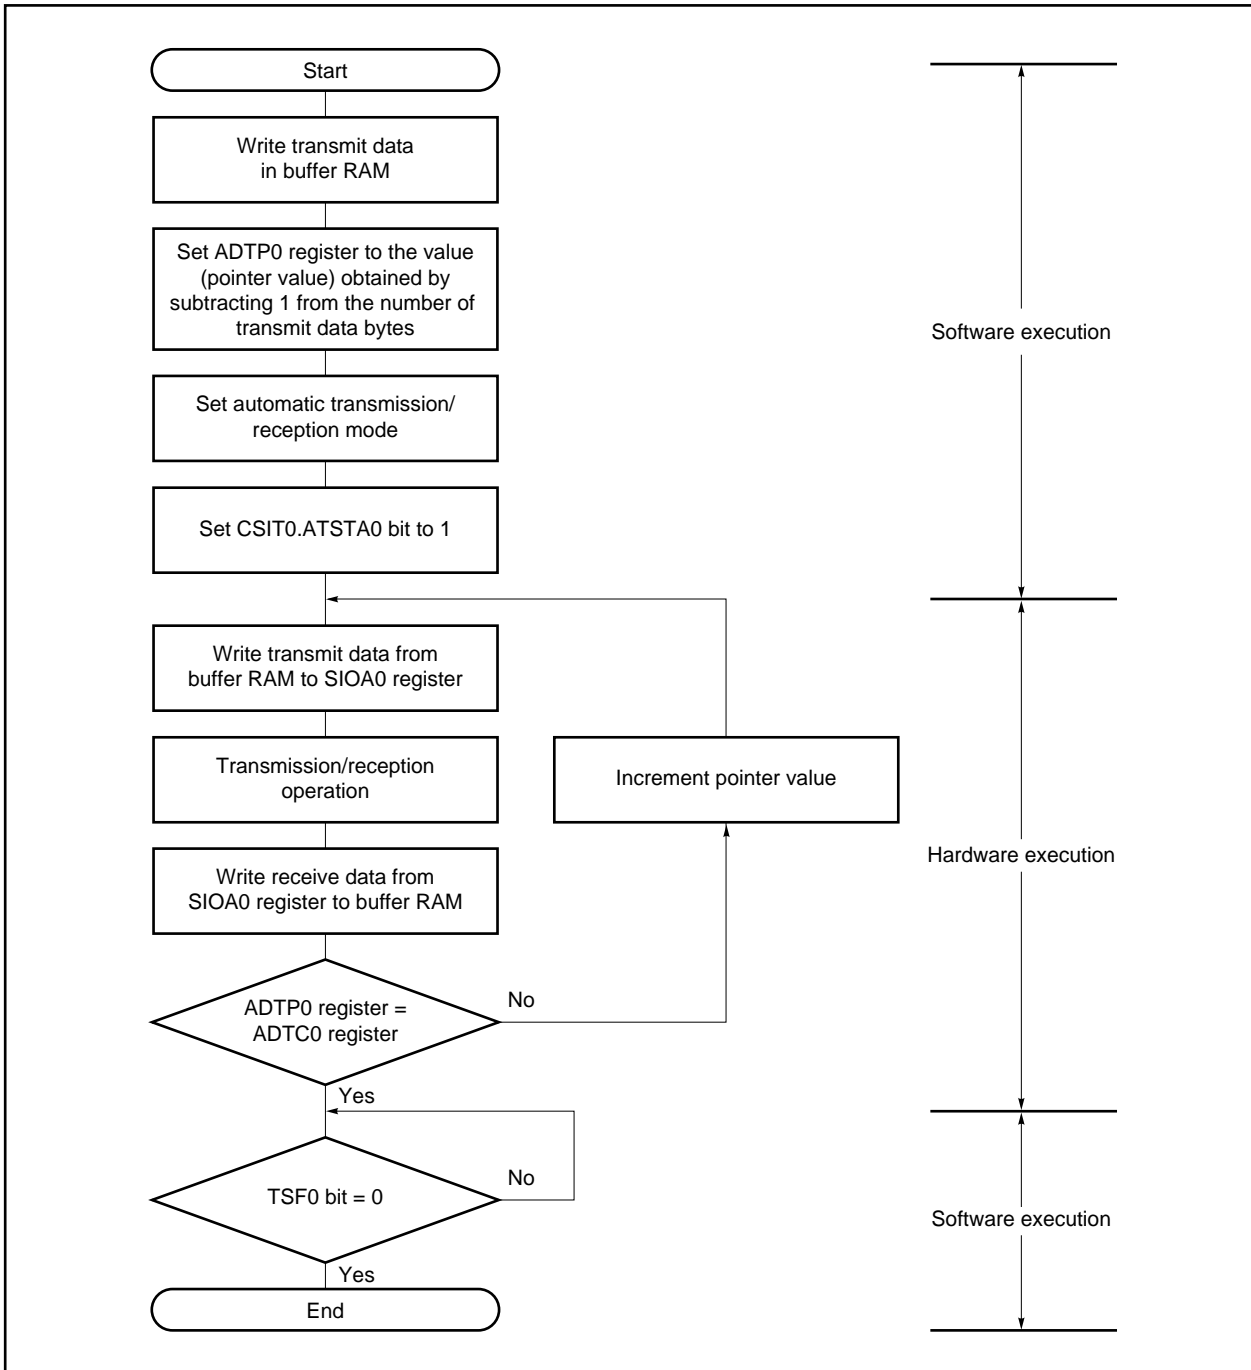 Start
Write transmit data
in buffer RAM
Set ADTP0 register to the value
(pointer value) obtained by
subtracting 1 from the number of
transmit data bytes
Software execution
Set automatic transmission/
reception mode
Set CSIT0.ATSTA0 bit to 1
Write transmit data from
buffer RAM to SIOA0 register
Transmission/reception
operation
Increment pointer value
Write receive data from
SIOA0 register to buffer RAM
Hardware execution
ADTP0 register =
ADTC0 register
No
Yes
TSF0 bit = 0
No
Software execution
Yes
End